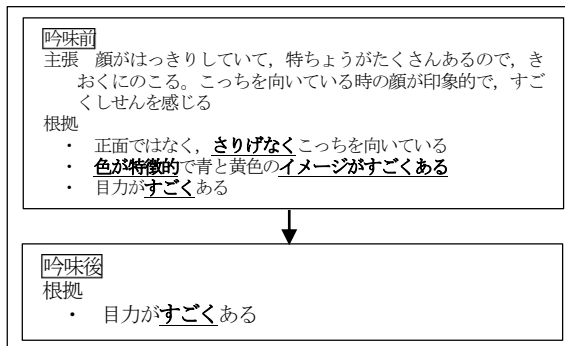 吟味前
主張　顔がはっきりしていて，特ちょうがたくさんあるので，き
おくにのこる。こっちを向いている時の顔が印象的で，すご
くしせんを感じる
根拠
・　正面ではなく，さりげなくこっちを向いている
・　色が特徴的で青と黄色のイメージがすごくある
・　目力がすごくある
吟味後
根拠
・　目力がすごくある